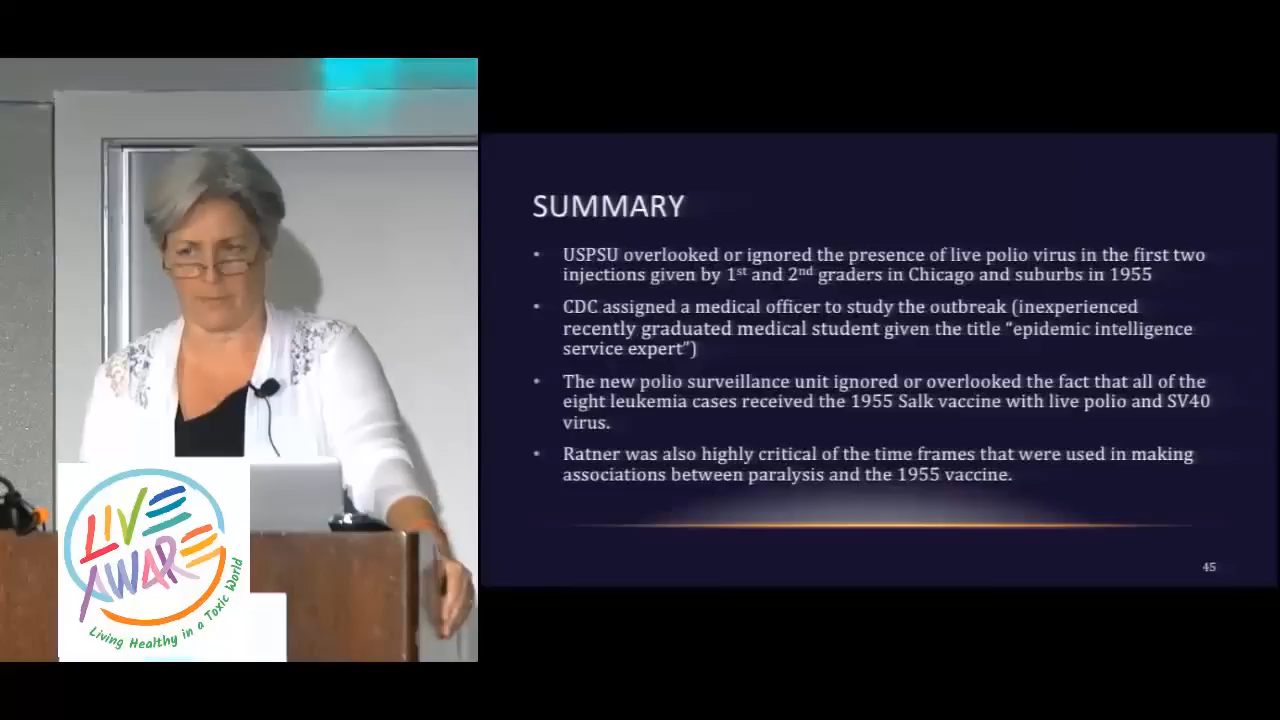 SUMMARY
• USPSU overlooked or ignored the presence of live polio virus in the first two
injections given by 1st and 2nd graders in Chicago and suburbs in 1955
• CDC assigned a medical officer to study the outbreak (inexperienced
recently graduated medical student given the title “epidemic intelligence
service expert”)
• The new polio surveillance unit ignored or overlooked the fact that all of the
eight leukemia cases received the 1955 Salk vaccine with live polio and SV40
virus.
• Ratner was also highly critical of the time frames that were used in making
associations between paralysis and the 1955 vaccine.
45
LIVE
AWARE
Living Healthy in a Toxic World